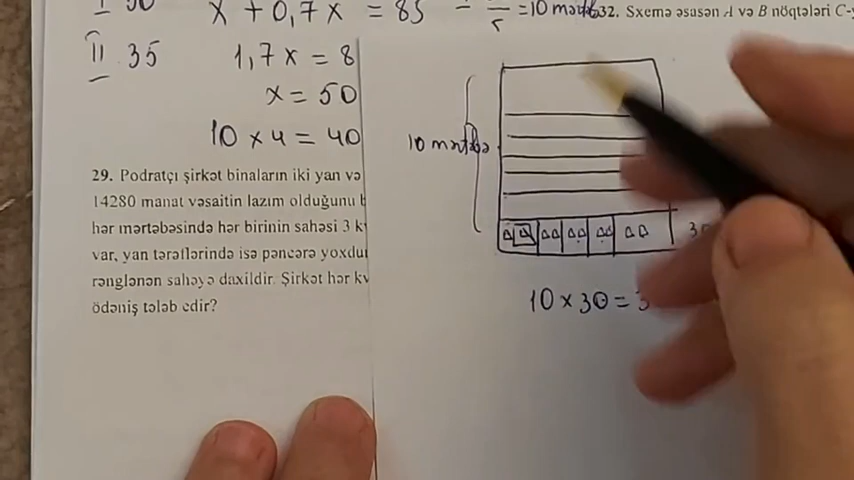 I 50
x + 0,7x = 85
= 10 mərtəbə
II 35
1,7x = 8
x = 50
10 × 4 = 40
29. Podratçı şirkət binaların iki yan və
14280 manat vəsaitin lazım olduğunu
hər mərtəbəsində hər birinin sahəsi 3 k
var, yan tərəflərində isə pəncərə yoxdu
rənglənən sahəyə daxildir. Şirkət hər kv
ödəniş tələb edir?
32. Sxemə əsasən A və B nöqtələri C-
10 mərtəbə
10 × 30 = 3